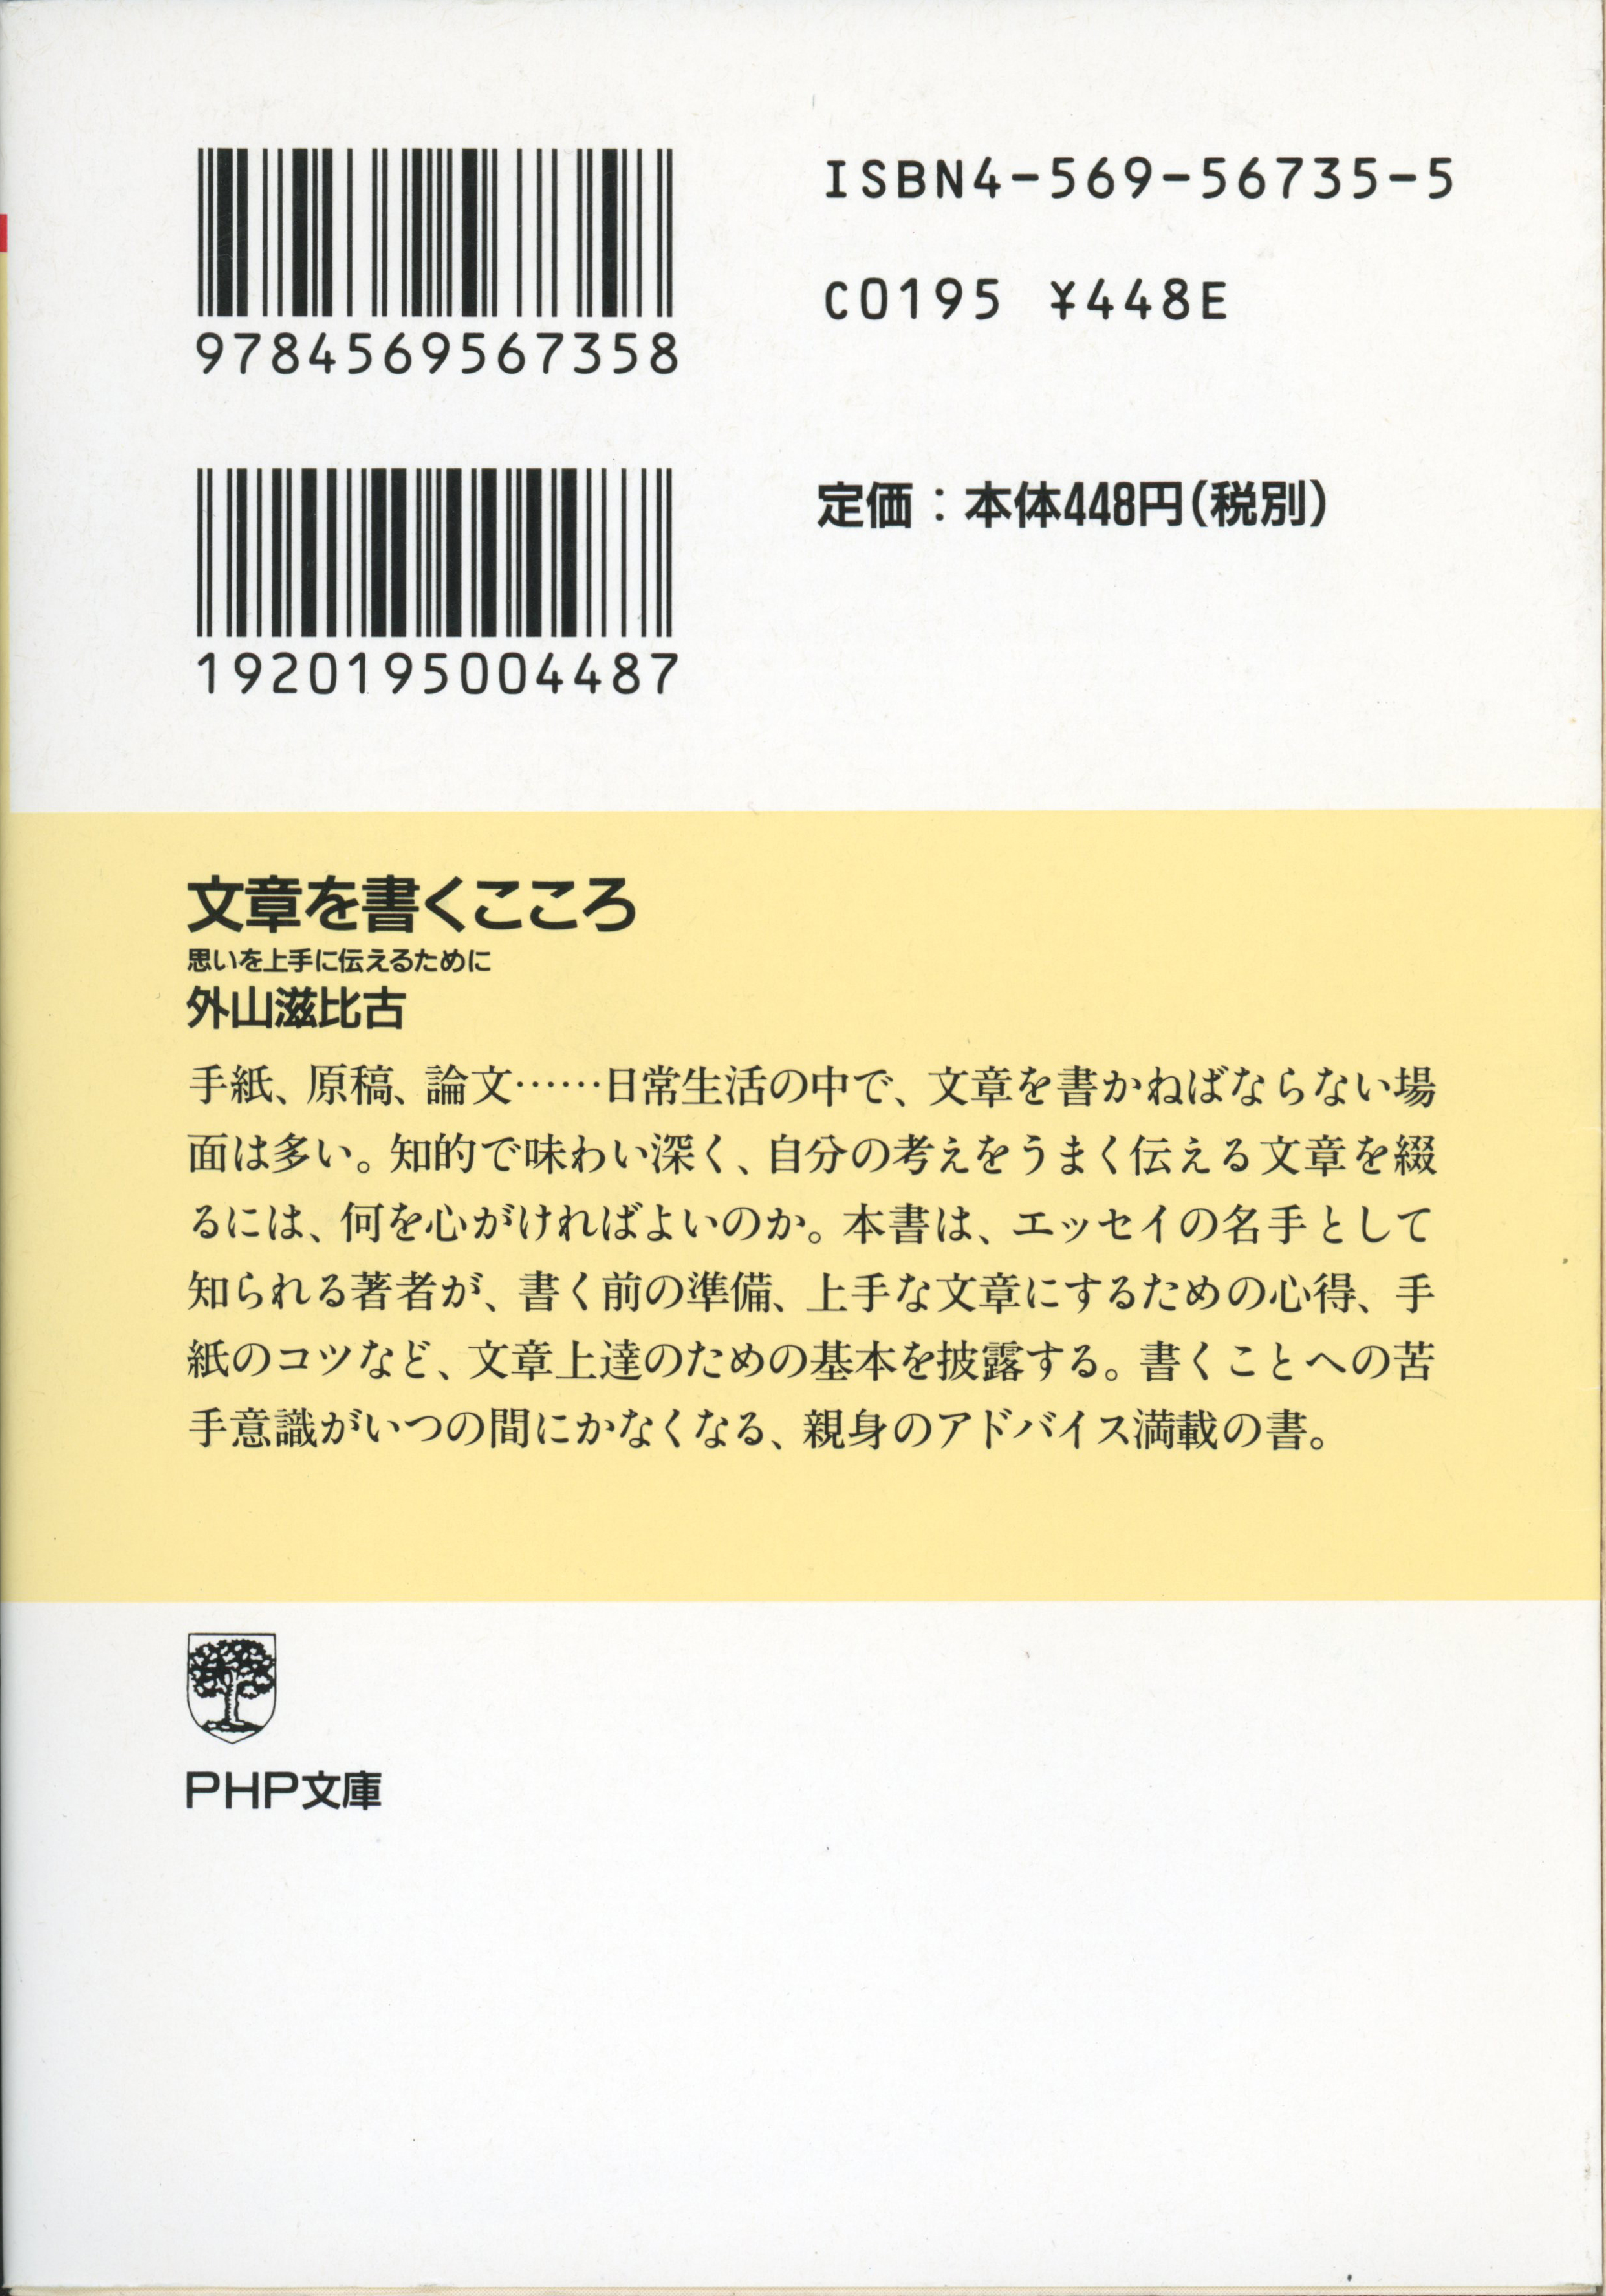 ISBN4-569-56735-5
C0195 ¥448E
9784569567358
定価：本体448円（税別）
1920195004487
文章を書くこころ
思いを上手に伝えるために
外山滋比古
手紙、原稿、論文……日常生活の中で、文章を書かねばならない場
面は多い。知的で味わい深く、自分の考えをうまく伝える文章を綴
るには、何を心がければよいのか。本書は、エッセイの名手として
知られる著者が、書く前の準備、上手な文章にするための心得、手
紙のコツなど、文章上達のための基本を披露する。書くことへの苦
手意識がいつの間にかなくなる、親身のアドバイス満載の書。
PHP文庫